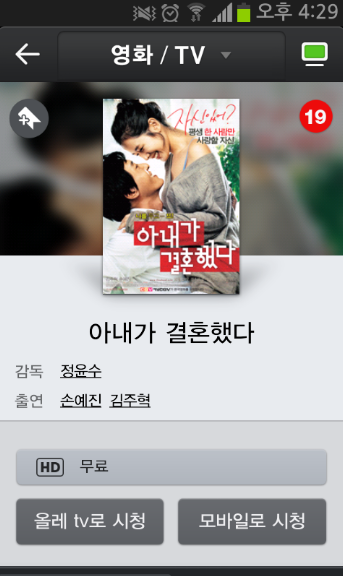 오후 4:29
영화 / TV
19
자신있어?
평생 한 사람만
사랑할 자신
아내가
결혼했다
아내가 결혼했다
감독 정윤수
출연 손예진 김주혁
HD 무료
올레 tv로 시청 모바일로 시청